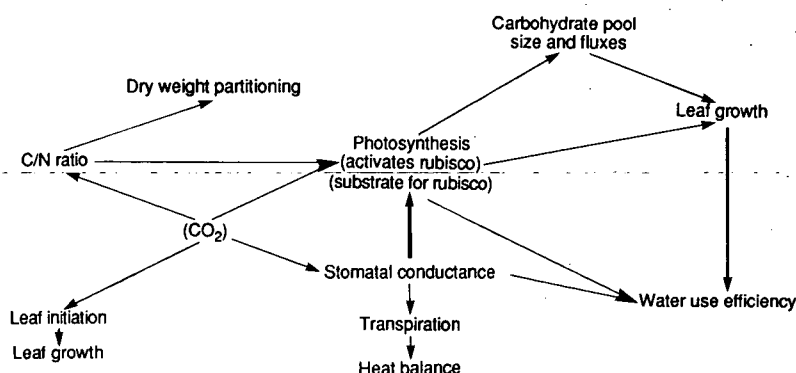 Carbohydrate pool
size and fluxes
Dry weight partitioning
Leaf growth
Photosynthesis
C/N ratio
(activates rubisco)
(substrate for rubisco)
(CO₂)
Stomatal conductance
Water use efficiency
Leaf initiation
Transpiration
Leaf growth
Heat balance